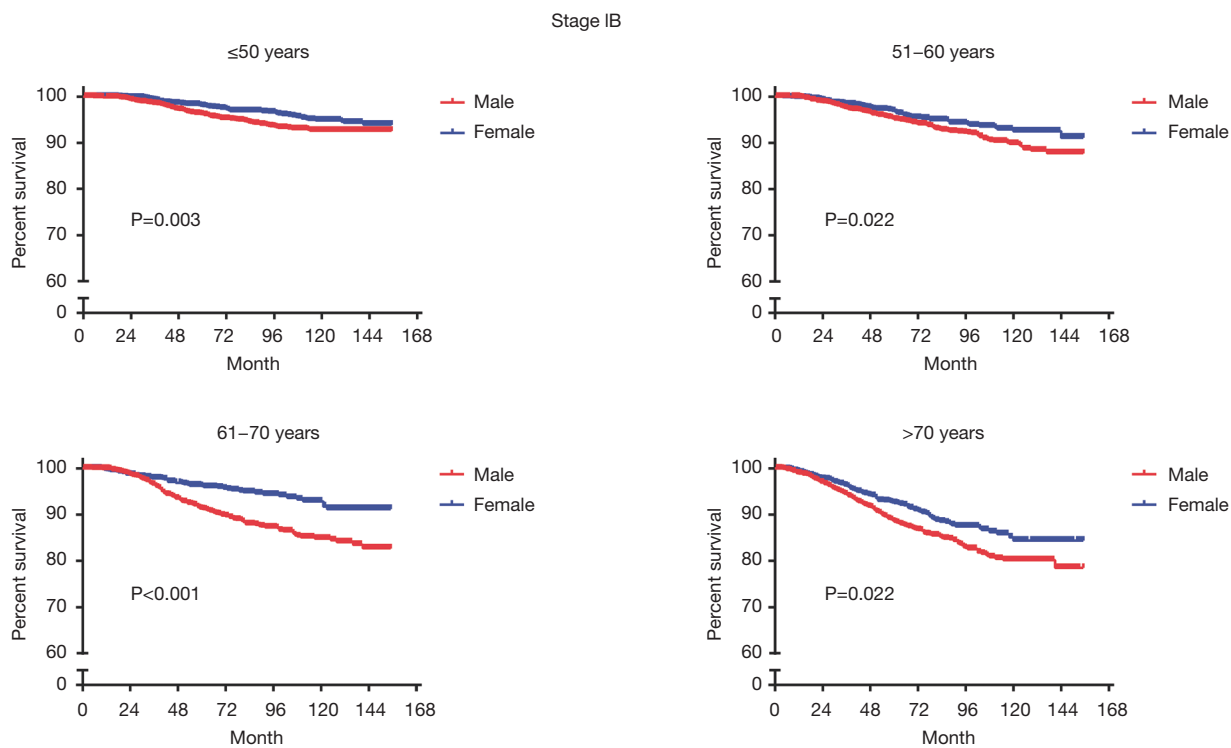 Stage IB
≤50 years
100
90
80
70
60
0
Percent survival
P=0.003
Male
Female
0 24 48 72 96 120 144 168
Month
51–60 years
100
90
80
70
60
0
Percent survival
P=0.022
Male
Female
0 24 48 72 96 120 144 168
Month
61–70 years
100
90
80
70
60
0
Percent survival
P<0.001
Male
Female
0 24 48 72 96 120 144 168
Month
>70 years
100
90
80
70
60
0
Percent survival
P=0.022
Male
Female
0 24 48 72 96 120 144 168
Month